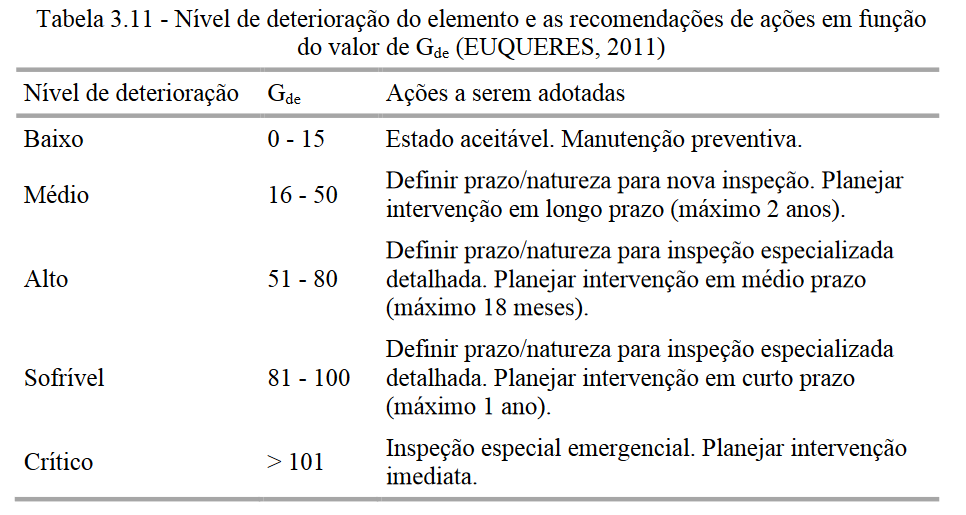 Tabela 3.11 - Nível de deterioração do elemento e as recomendações de ações em função
do valor de Gde (EUQUERES, 2011)
Nível de deterioração Gde Ações a serem adotadas
Baixo 0 - 15 Estado aceitável. Manutenção preventiva.
Médio 16 - 50 Definir prazo/natureza para nova inspeção. Planejar
intervenção em longo prazo (máximo 2 anos).
Alto 51 - 80 Definir prazo/natureza para inspeção especializada
detalhada. Planejar intervenção em médio prazo
(máximo 18 meses).
Sofrível 81 - 100 Definir prazo/natureza para inspeção especializada
detalhada. Planejar intervenção em curto prazo
(máximo 1 ano).
Crítico > 101 Inspeção especial emergencial. Planejar intervenção
imediata.